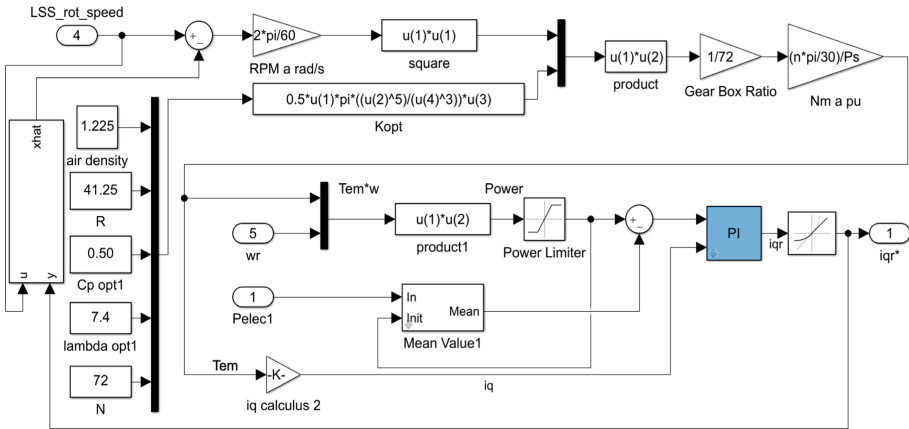 LSS_rot_speed
4
+
−
2*pi/60
RPM a rad/s
u(1)*u(1)
square
u(1)*u(2)
product
1/72
Gear Box Ratio
(n*pi/30)/Ps
Nm a pu
0.5*u(1)*pi*((u(2)^5)/(u(4)^3))*u(3)
Kopt
xhat
u
y
1.225
air density
41.25
R
0.50
Cp opt1
7.4
lambda opt1
72
N
Tem*w
5
wr
u(1)*u(2)
product1
Power
Power Limiter
+
−
PI
iqr
1
iqr*
1
Pelec1
In
Init
Mean
Mean Value1
Tem
-K-
iq calculus 2
iq